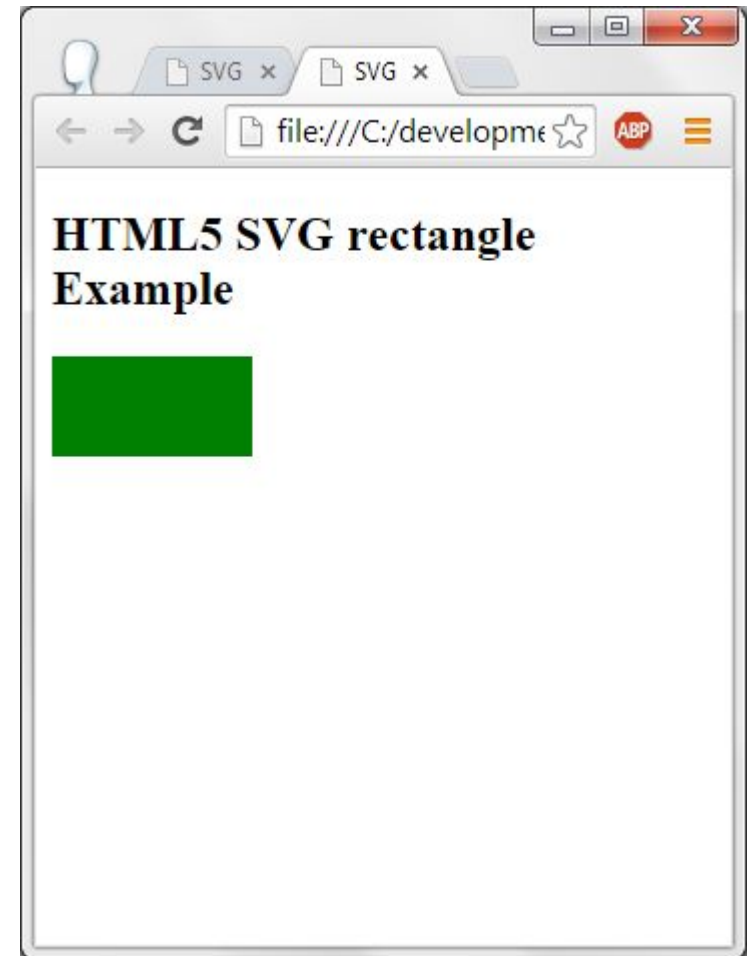 SVG
SVG
file:///C:/developme
ABP
HTML5 SVG rectangle
Example